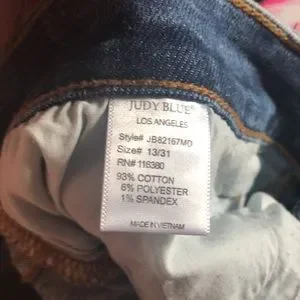 JUDY BLUE®
LOS ANGELES
Style# JB82167MD
Size# 13/31
RN# 116380
93% COTTON
6% POLYESTER
1% SPANDEX
MADE IN VIETNAM